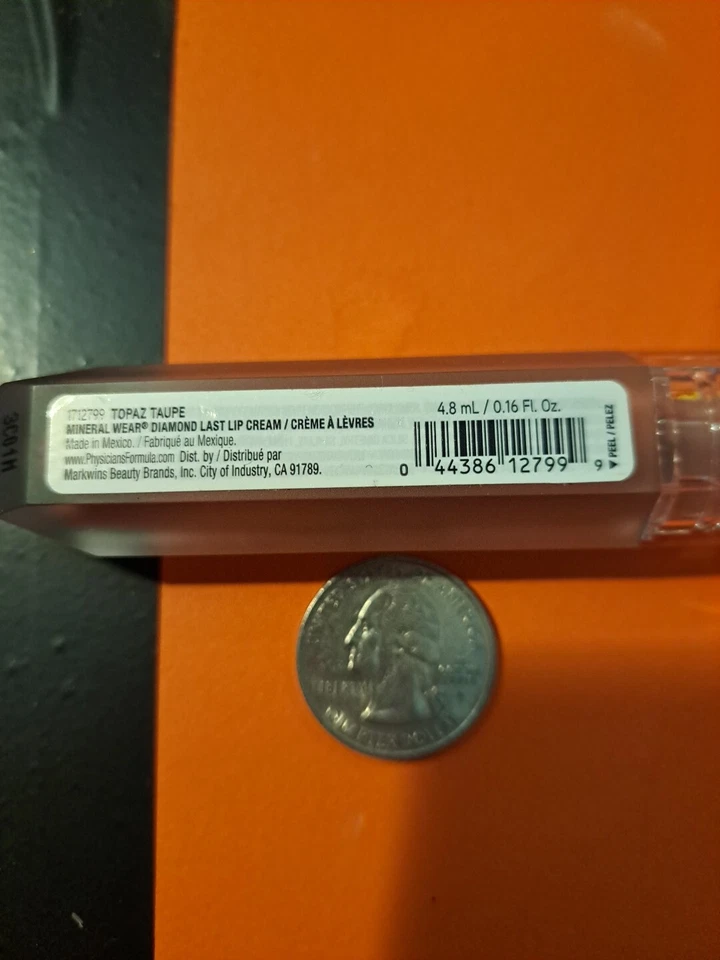 1712799 TOPAZ TAUPE
MINERAL WEAR® DIAMOND LAST LIP CREAM / CRÈME À LÈVRES
Made in Mexico. / Fabriqué au Mexique.
www.PhysiciansFormula.com Dist. by / Distribué par
Markwins Beauty Brands, Inc. City of Industry, CA 91789.
4.8 mL / 0.16 Fl. Oz.
0 44386 12799 9
▼ PEEL / PELEZ
LIBERTY